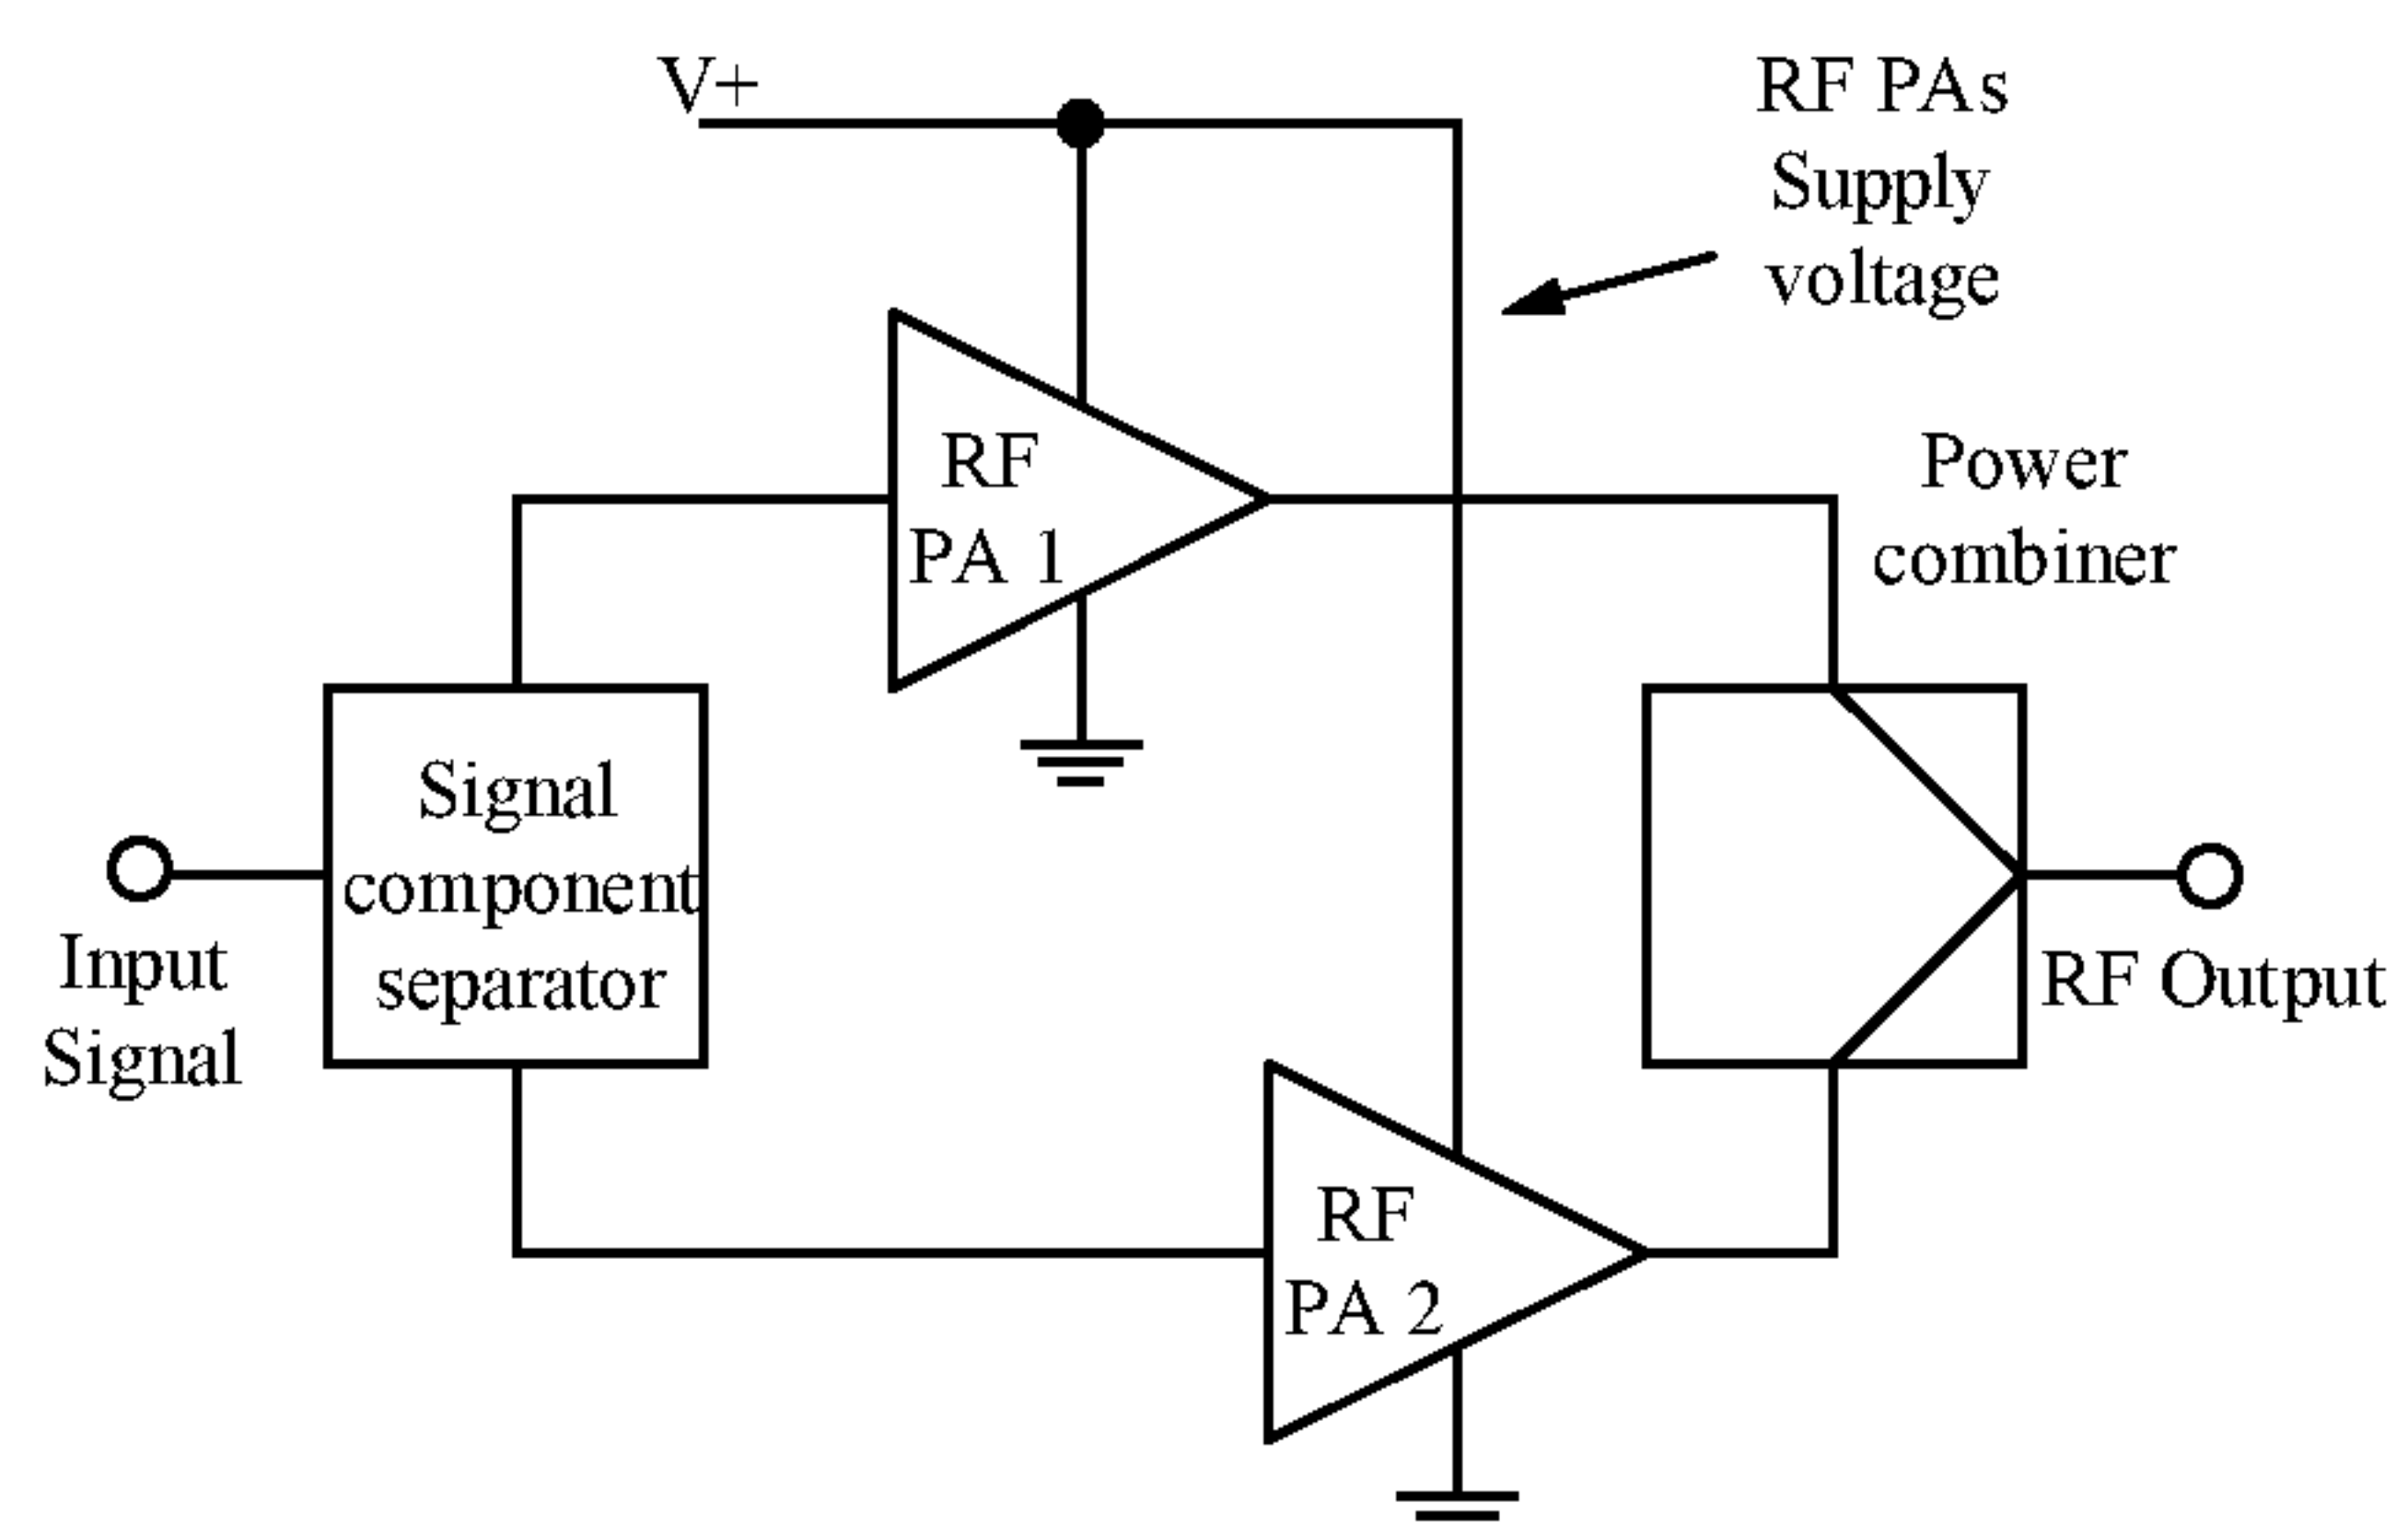 V+
RF PAs
Supply
voltage
RF
PA 1
Power
combiner
Signal
component
separator
Input
Signal
RF Output
RF
PA 2